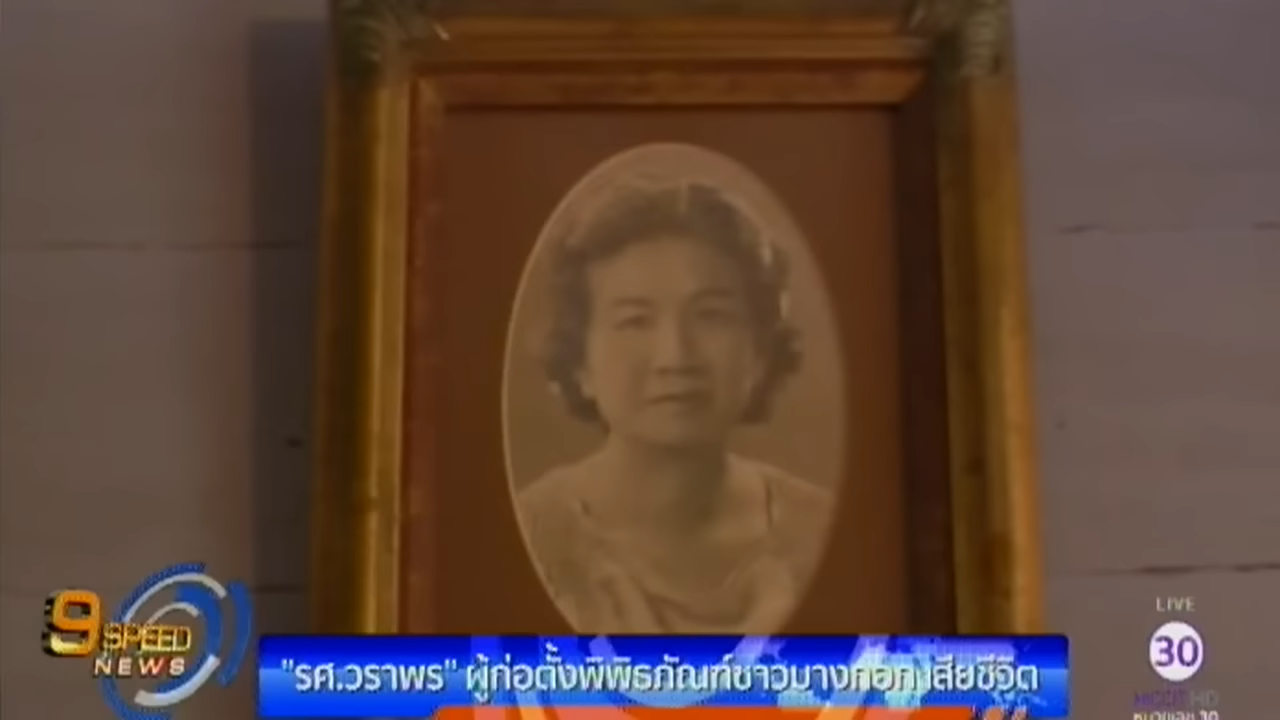 "รศ.วราพร" ผู้ก่อตั้งพิพิธภัณฑ์ชาวบางกอก เสียชีวิต
9 SPEED
NEWS
LIVE
30
HD